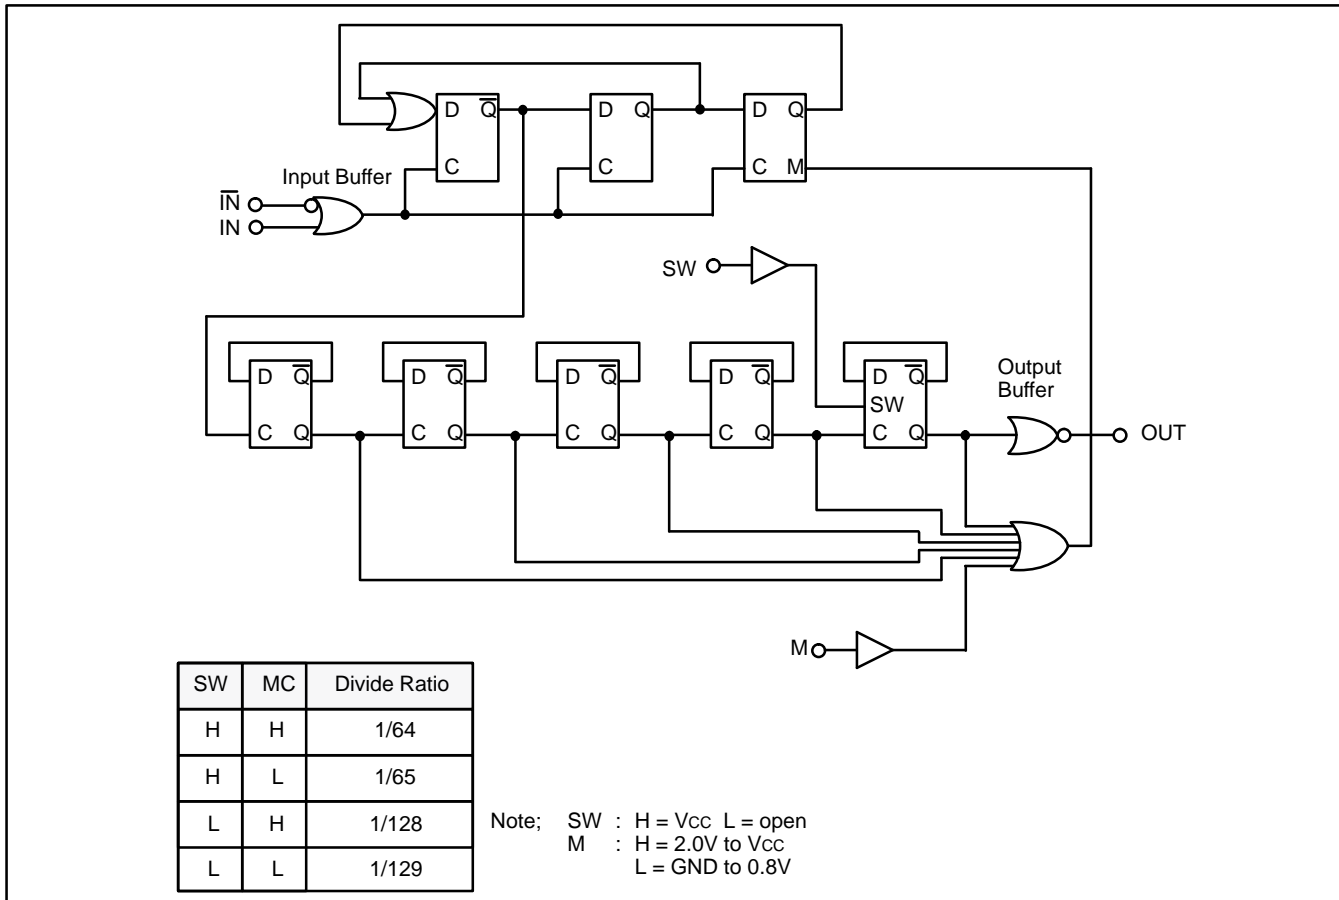 D Q̅
C
D Q
C
D Q
C M
Input Buffer
I̅N̅
IN
SW
D Q̅
C Q
D Q̅
C Q
D Q̅
C Q
D Q̅
C Q
D Q̅
SW
C Q
Output
Buffer
OUT
M
SW MC Divide Ratio
H H 1/64
H L 1/65
L H 1/128
L L 1/129
Note; SW : H = VCC L = open
M : H = 2.0V to VCC
L = GND to 0.8V